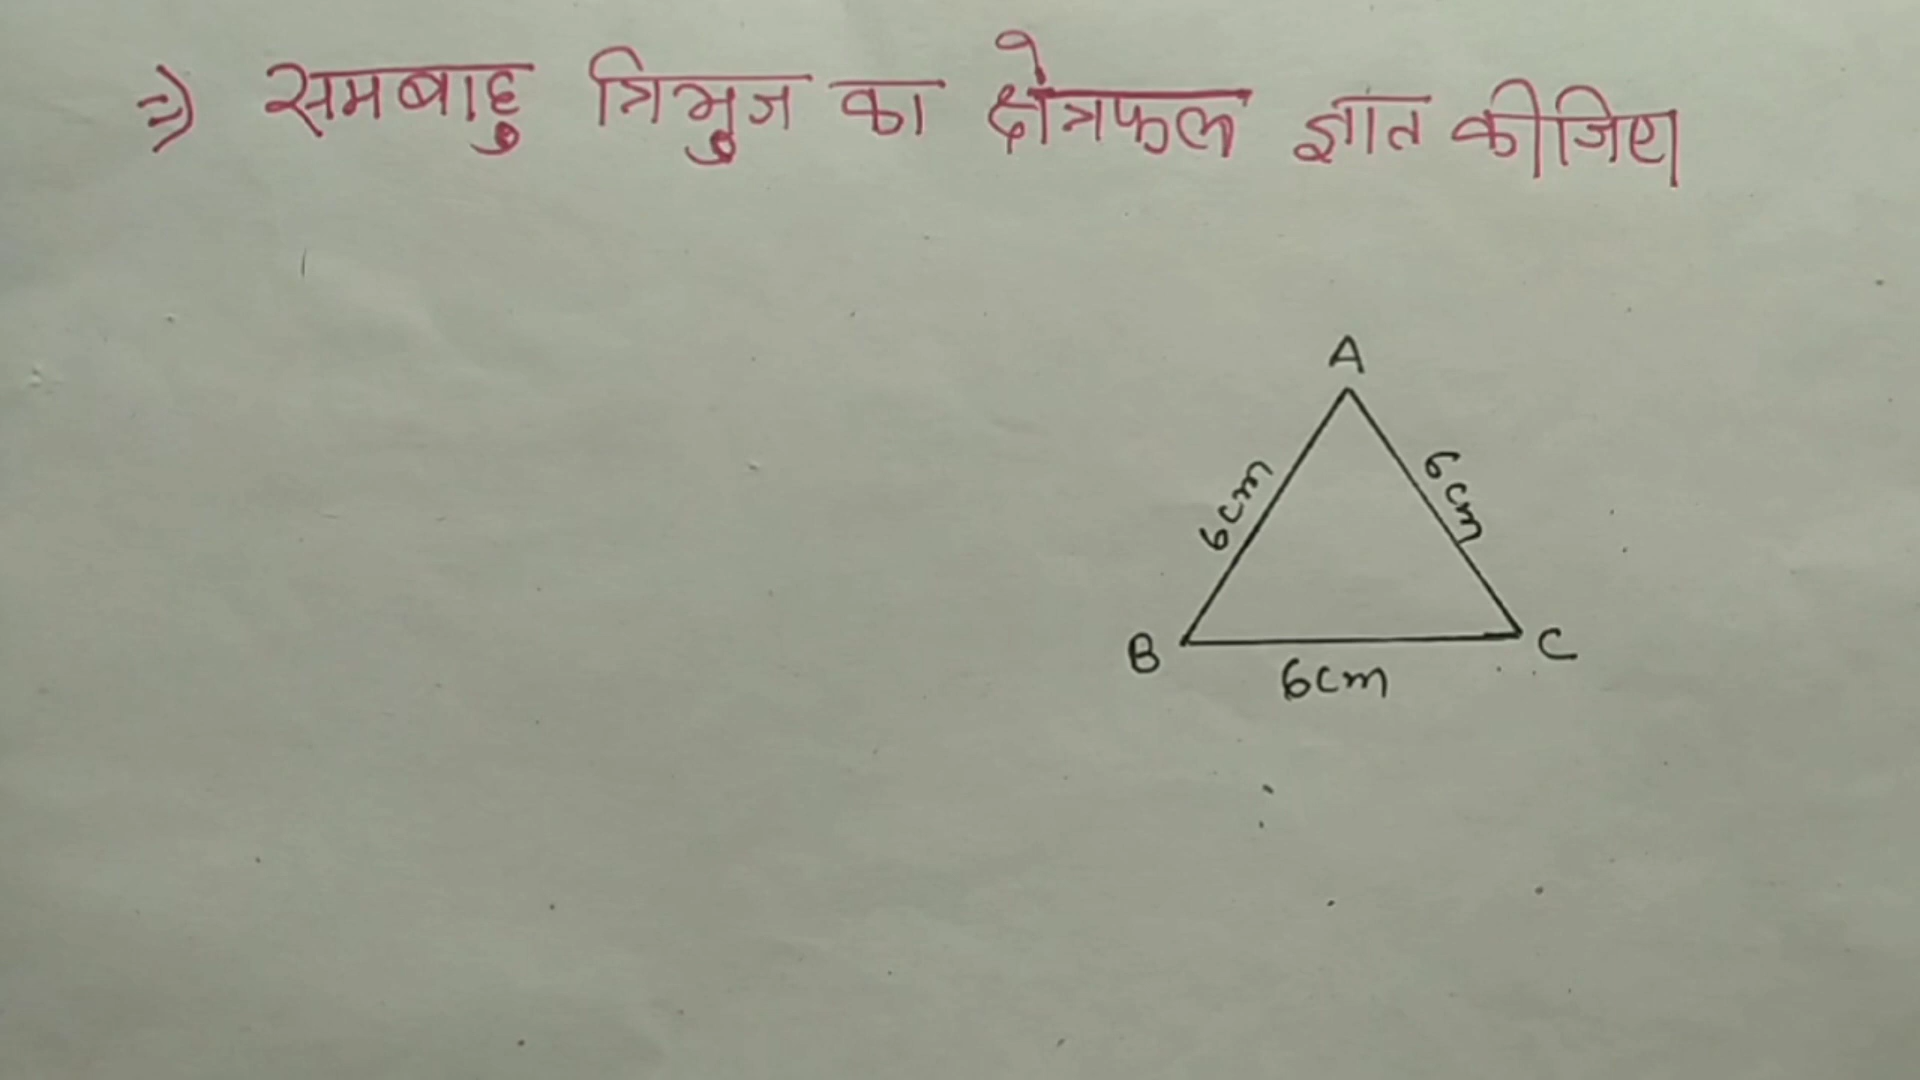 ⇒ समबाहु त्रिभुज का क्षेत्रफल ज्ञात कीजिए
A
6cm 6cm
B C
6cm